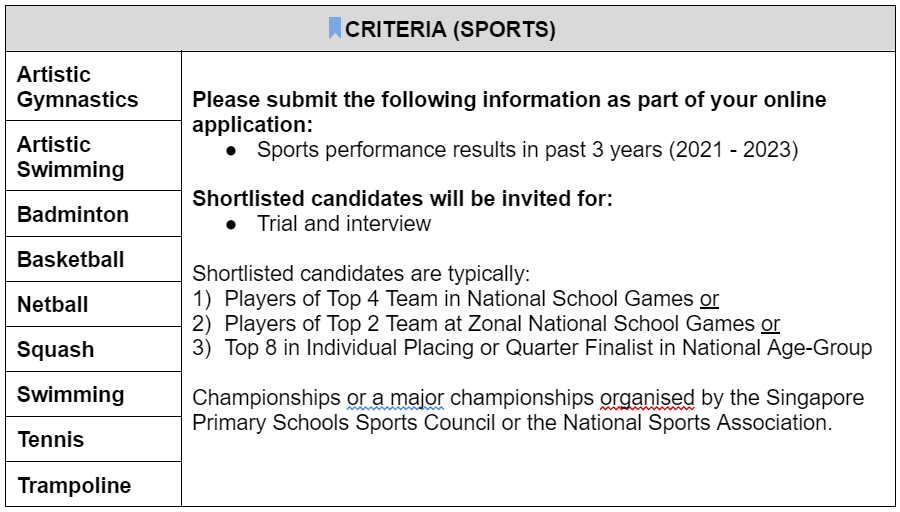 CRITERIA (SPORTS)
Artistic
Gymnastics
Artistic
Swimming
Badminton
Basketball
Netball
Squash
Swimming
Tennis
Trampoline
Please submit the following information as part of your online
application:
● Sports performance results in past 3 years (2021 - 2023)
Shortlisted candidates will be invited for:
● Trial and interview
Shortlisted candidates are typically:
1) Players of Top 4 Team in National School Games or
2) Players of Top 2 Team at Zonal National School Games or
3) Top 8 in Individual Placing or Quarter Finalist in National Age-Group
Championships or a major championships organised by the Singapore
Primary Schools Sports Council or the National Sports Association.